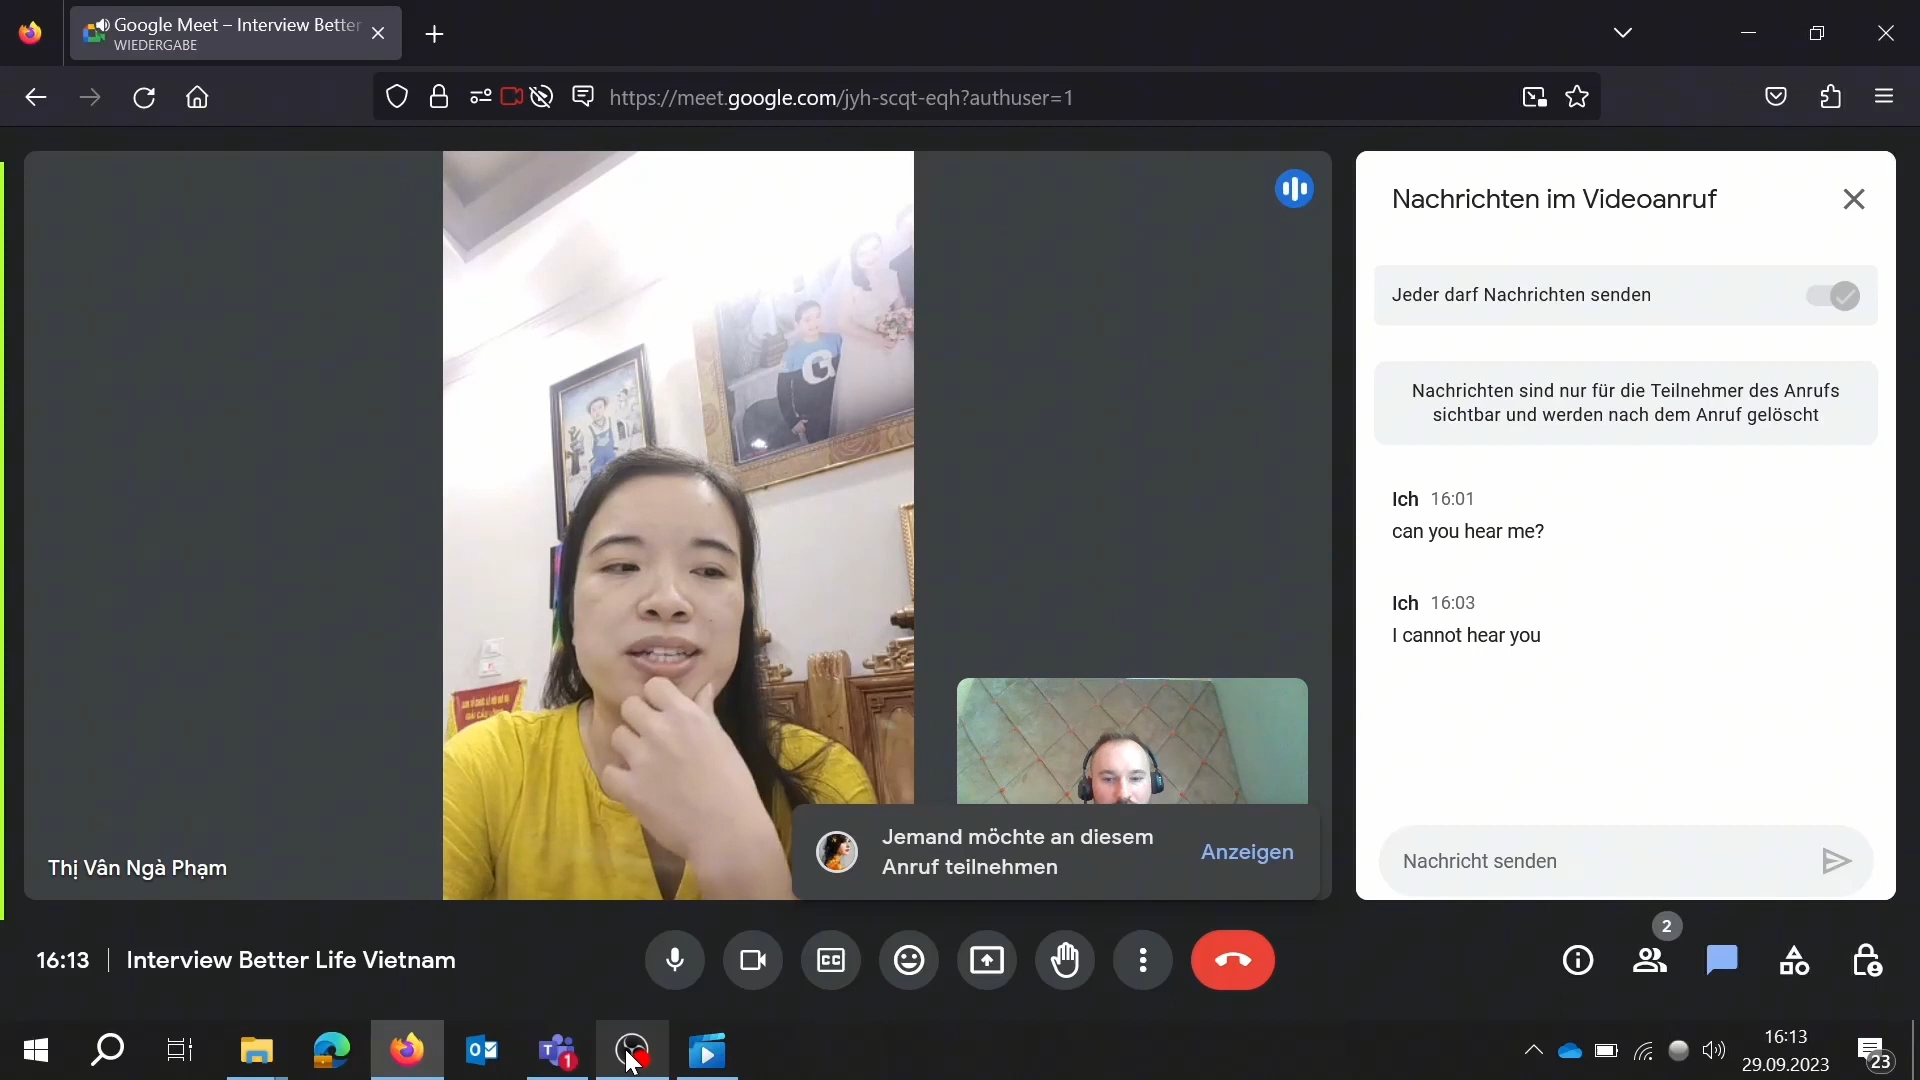 Google Meet – Interview Better
WIEDERGABE
https://meet.google.com/jyh-scqt-eqh?authuser=1
Nachrichten im Videoanruf
Jeder darf Nachrichten senden
Nachrichten sind nur für die Teilnehmer des Anrufs
sichtbar und werden nach dem Anruf gelöscht
Ich 16:01
can you hear me?
Ich 16:03
I cannot hear you
G
Thị Vân Ngà Phạm
Jemand möchte an diesem
Anruf teilnehmen
Anzeigen
Nachricht senden
16:13 | Interview Better Life Vietnam
CC
2
T 1
16:13
29.09.2023
23